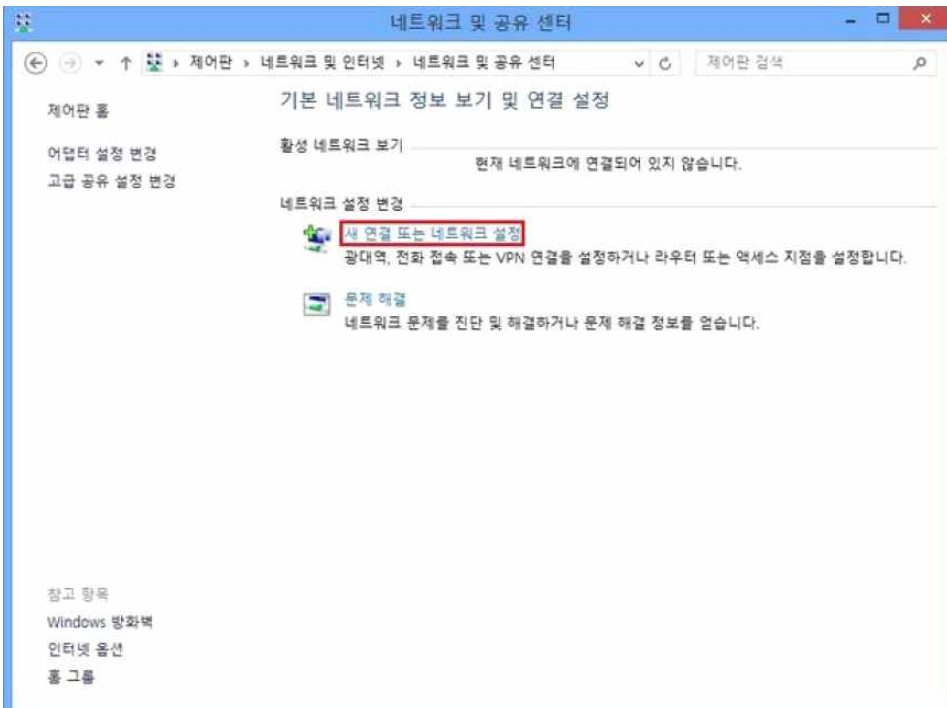 네트워크 및 공유 센터
제어판 네트워크 및 인터넷 네트워크 및 공유 센터 제어판 검색
제어판 홈
어댑터 설정 변경
고급 공유 설정 변경
기본 네트워크 정보 보기 및 연결 설정
활성 네트워크 보기
현재 네트워크에 연결되어 있지 않습니다.
네트워크 설정 변경
새 연결 또는 네트워크 설정
광대역, 전화 접속 또는 VPN 연결을 설정하거나 라우터 또는 액세스 지점을 설정합니다.
문제 해결
네트워크 문제를 진단 및 해결하거나 문제 해결 정보를 얻습니다.
참고 항목
Windows 방화벽
인터넷 옵션
홈 그룹